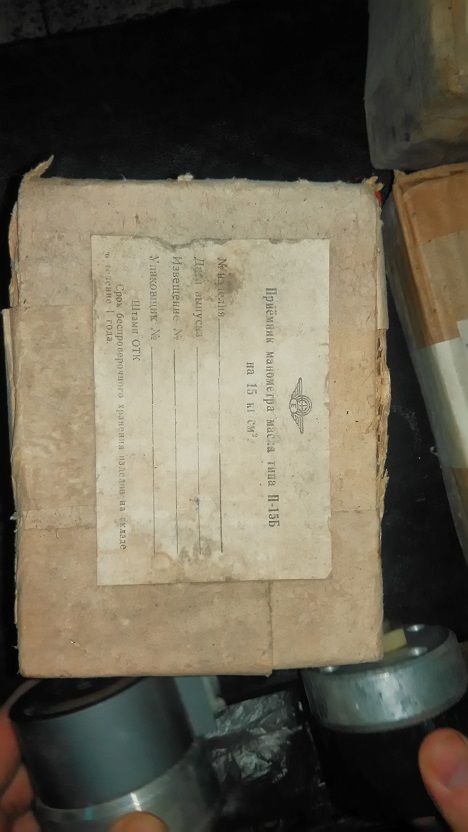 Приёмник манометра масла типа П-15Б
на 15 кг см²
№ изделия
Дата выпуска
Извещение №
Упаковщик №
Штамп ОТК
Срок беспроверочного хранения изделия на складе
в течение 1 года.